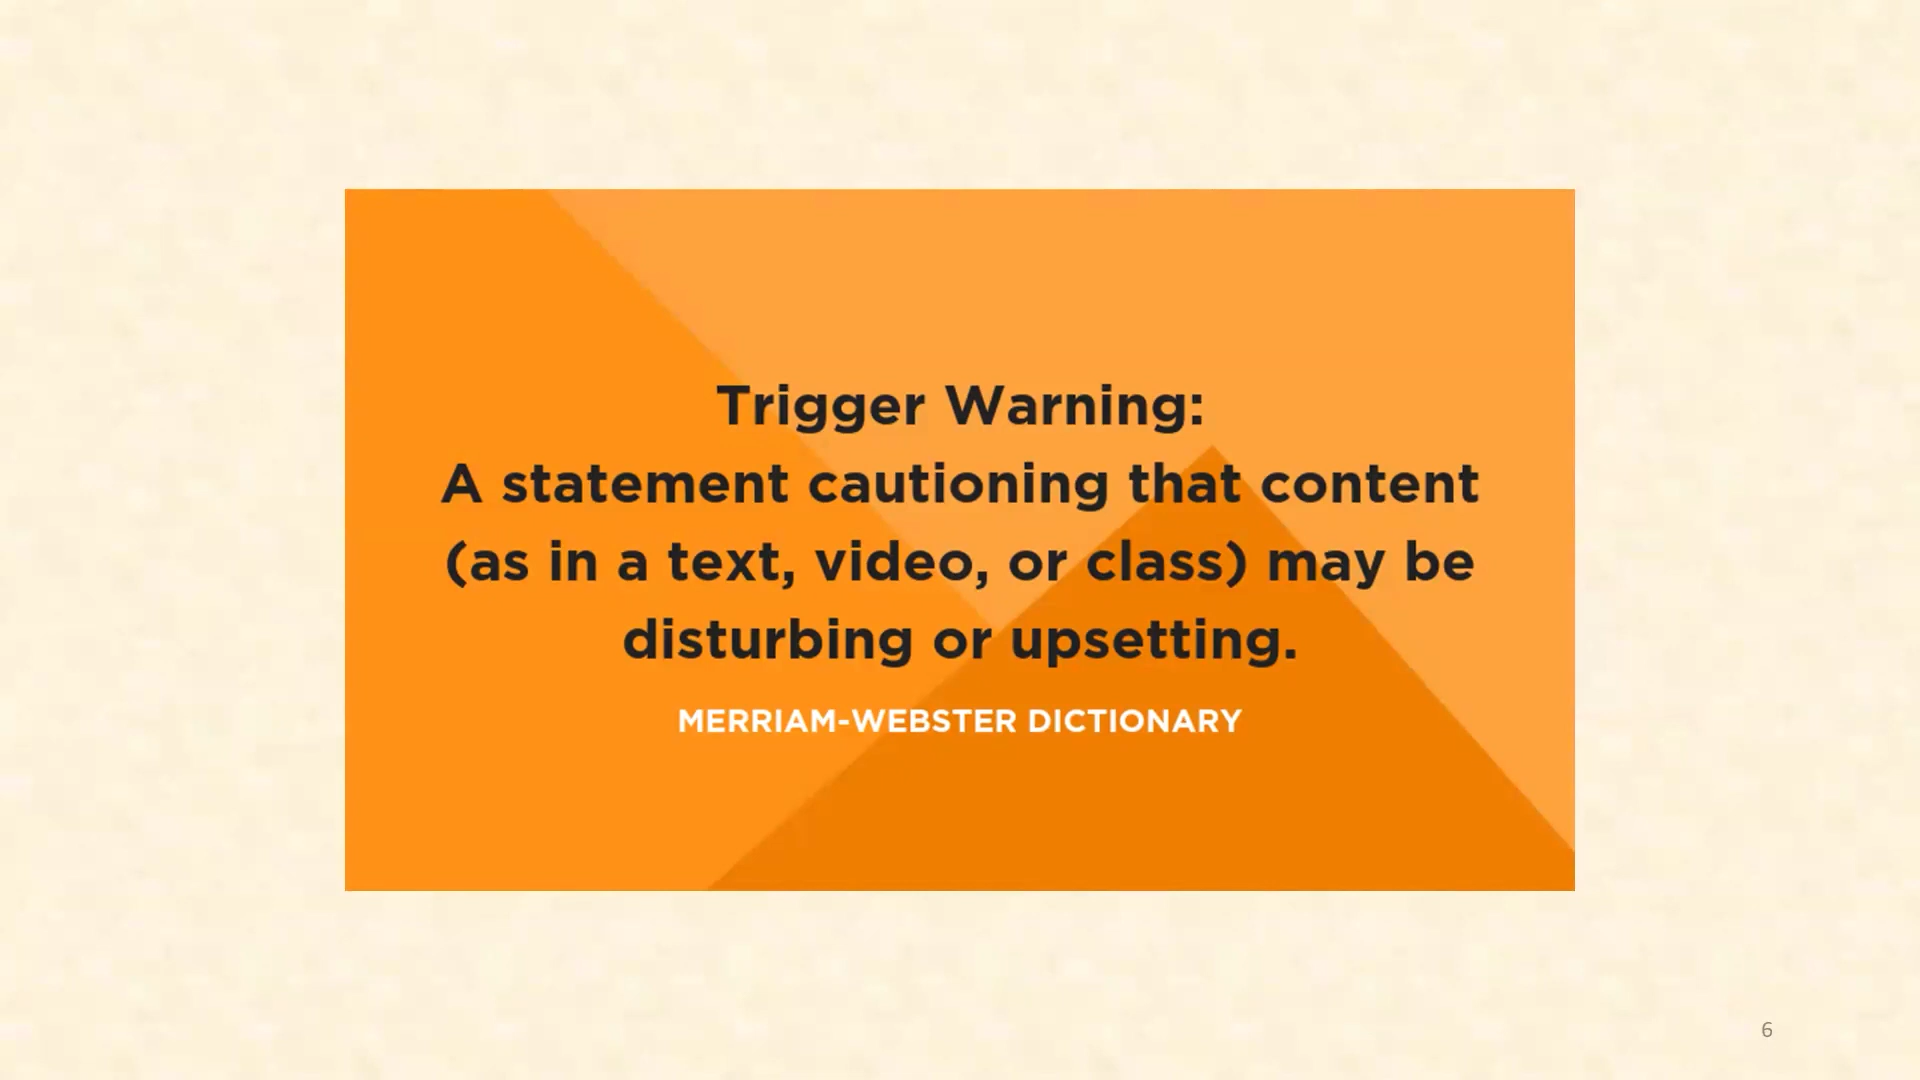 Trigger Warning:
A statement cautioning that content
(as in a text, video, or class) may be
disturbing or upsetting.
MERRIAM-WEBSTER DICTIONARY
6